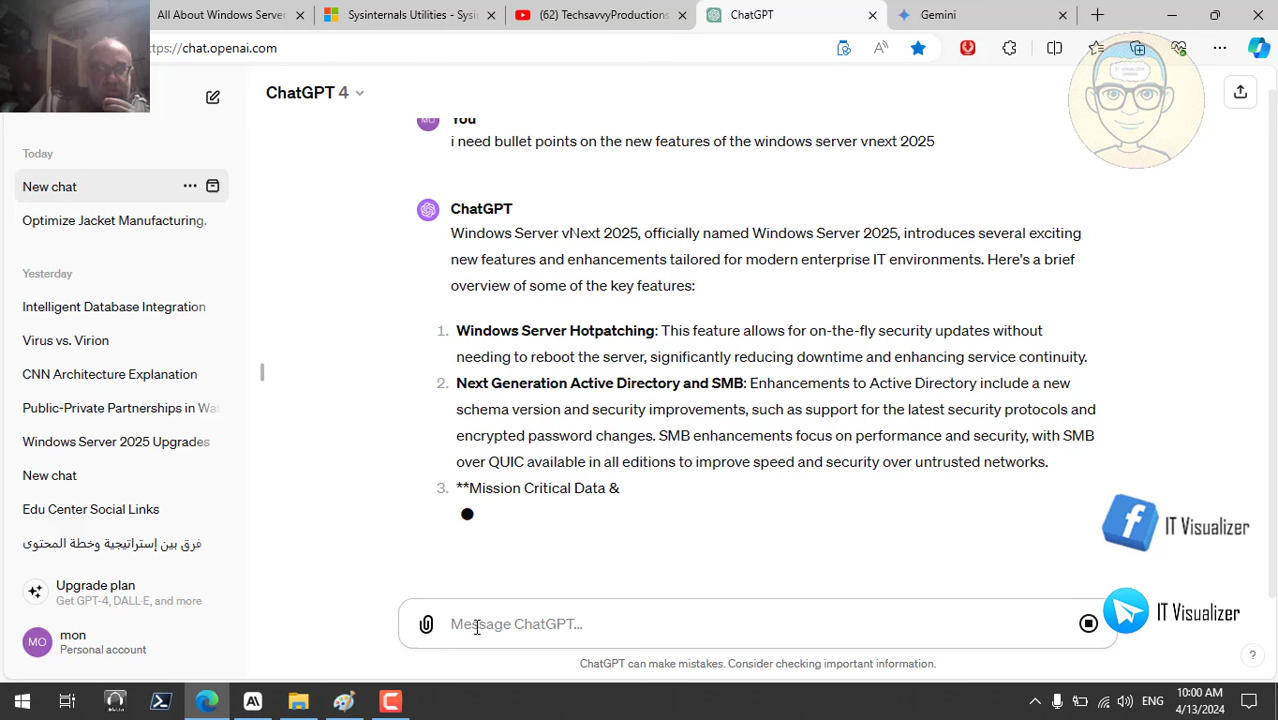 All About Windows Server
Sysinternals Utilities - Sysin
(62) TechsavvyProductions
ChatGPT
Gemini
ttps://chat.openai.com
IT VISUALIZER
ChatGPT 4
Today
New chat
Optimize Jacket Manufacturing.
Yesterday
Intelligent Database Integration
Virus vs. Virion
CNN Architecture Explanation
Public-Private Partnerships in Wat
Windows Server 2025 Upgrades
New chat
Edu Center Social Links
فرق بين إستراتيجية وخطة المحتوى
Upgrade plan
Get GPT-4, DALL·E, and more
MO
mon
Personal account
MO
You
i need bullet points on the new features of the windows server vnext 2025
ChatGPT
Windows Server vNext 2025, officially named Windows Server 2025, introduces several exciting
new features and enhancements tailored for modern enterprise IT environments. Here's a brief
overview of some of the key features:
1. Windows Server Hotpatching: This feature allows for on-the-fly security updates without
needing to reboot the server, significantly reducing downtime and enhancing service continuity.
2. Next Generation Active Directory and SMB: Enhancements to Active Directory include a new
schema version and security improvements, such as support for the latest security protocols and
encrypted password changes. SMB enhancements focus on performance and security, with SMB
over QUIC available in all editions to improve speed and security over untrusted networks.
3. **Mission Critical Data &
IT Visualizer
IT Visualizer
Message ChatGPT...
ChatGPT can make mistakes. Consider checking important information.
?
ENG
10:00 AM
4/13/2024